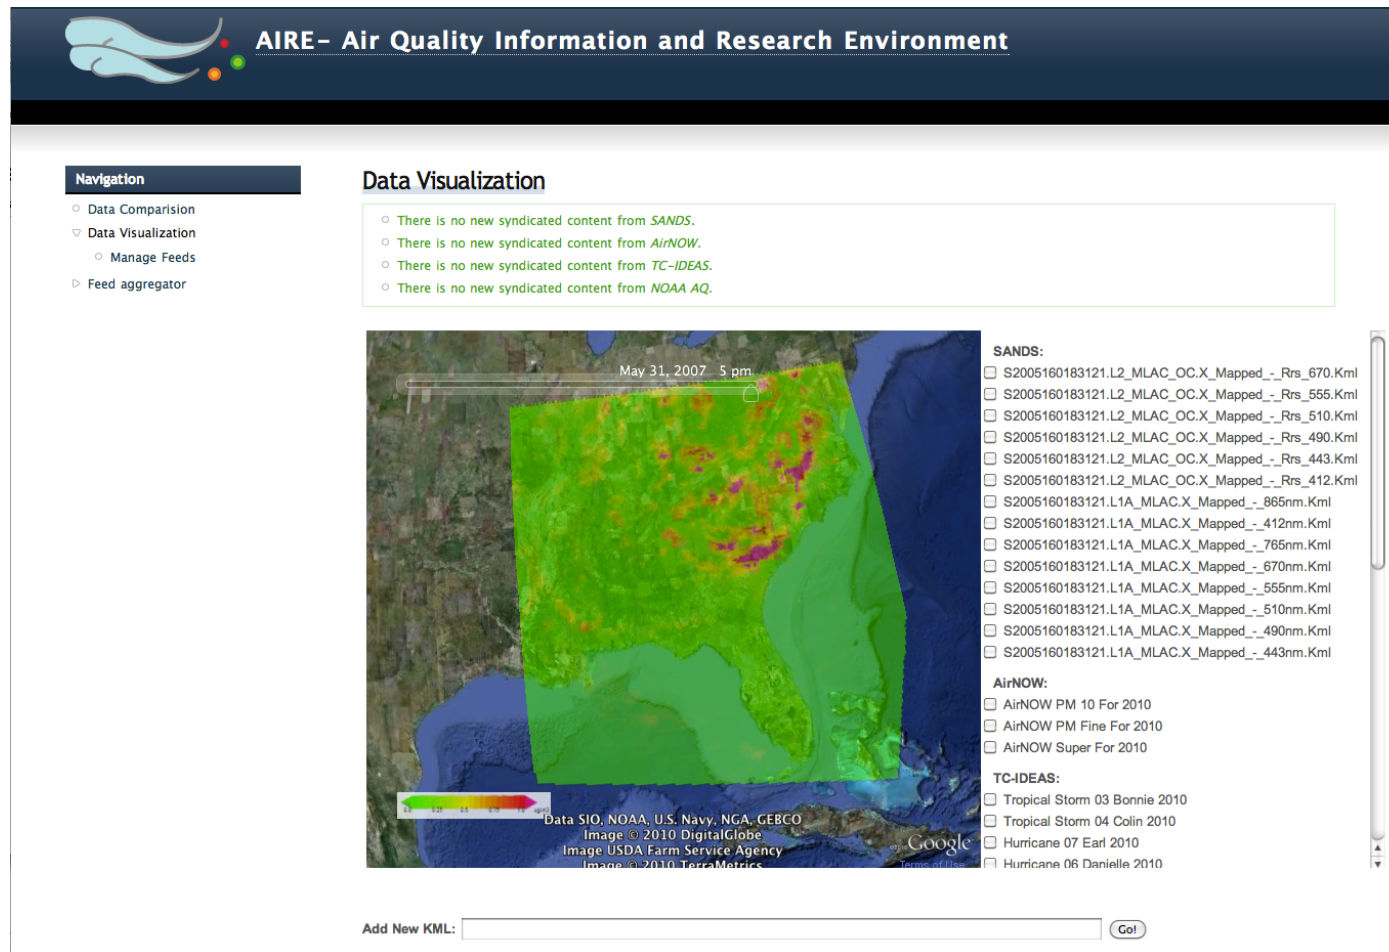 AIRE- Air Quality Information and Research Environment
Navigation
Data Comparision
Data Visualization
Manage Feeds
Feed aggregator
Data Visualization
There is no new syndicated content from SANDS.
There is no new syndicated content from AirNOW.
There is no new syndicated content from TC-IDEAS.
There is no new syndicated content from NOAA AQ.
May 31, 2007 5 pm
Data SIO, NOAA, U.S. Navy, NGA, GEBCO
Image © 2010 DigitalGlobe
Image USDA Farm Service Agency
Image © 2010 TerraMetrics
Google
Terms of Use
SANDS:
S2005160183121.L2_MLAC_OC.X_Mapped_-_Rrs_670.Kml
S2005160183121.L2_MLAC_OC.X_Mapped_-_Rrs_555.Kml
S2005160183121.L2_MLAC_OC.X_Mapped_-_Rrs_510.Kml
S2005160183121.L2_MLAC_OC.X_Mapped_-_Rrs_490.Kml
S2005160183121.L2_MLAC_OC.X_Mapped_-_Rrs_443.Kml
S2005160183121.L2_MLAC_OC.X_Mapped_-_Rrs_412.Kml
S2005160183121.L1A_MLAC.X_Mapped_-_865nm.Kml
S2005160183121.L1A_MLAC.X_Mapped_-_412nm.Kml
S2005160183121.L1A_MLAC.X_Mapped_-_765nm.Kml
S2005160183121.L1A_MLAC.X_Mapped_-_670nm.Kml
S2005160183121.L1A_MLAC.X_Mapped_-_555nm.Kml
S2005160183121.L1A_MLAC.X_Mapped_-_510nm.Kml
S2005160183121.L1A_MLAC.X_Mapped_-_490nm.Kml
S2005160183121.L1A_MLAC.X_Mapped_-_443nm.Kml
AirNOW:
AirNOW PM 10 For 2010
AirNOW PM Fine For 2010
AirNOW Super For 2010
TC-IDEAS:
Tropical Storm 03 Bonnie 2010
Tropical Storm 04 Colin 2010
Hurricane 07 Earl 2010
Hurricane 06 Danielle 2010
Add New KML:
Go!